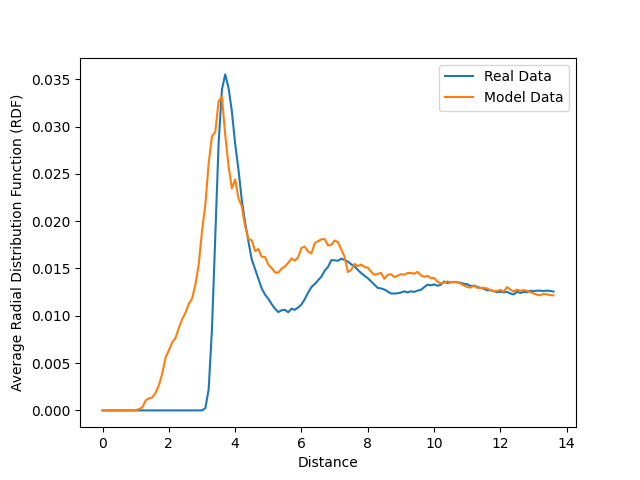 Real Data
Model Data
Average Radial Distribution Function (RDF)
0.035
0.030
0.025
0.020
0.015
0.010
0.005
0.000
0 2 4 6 8 10 12 14
Distance